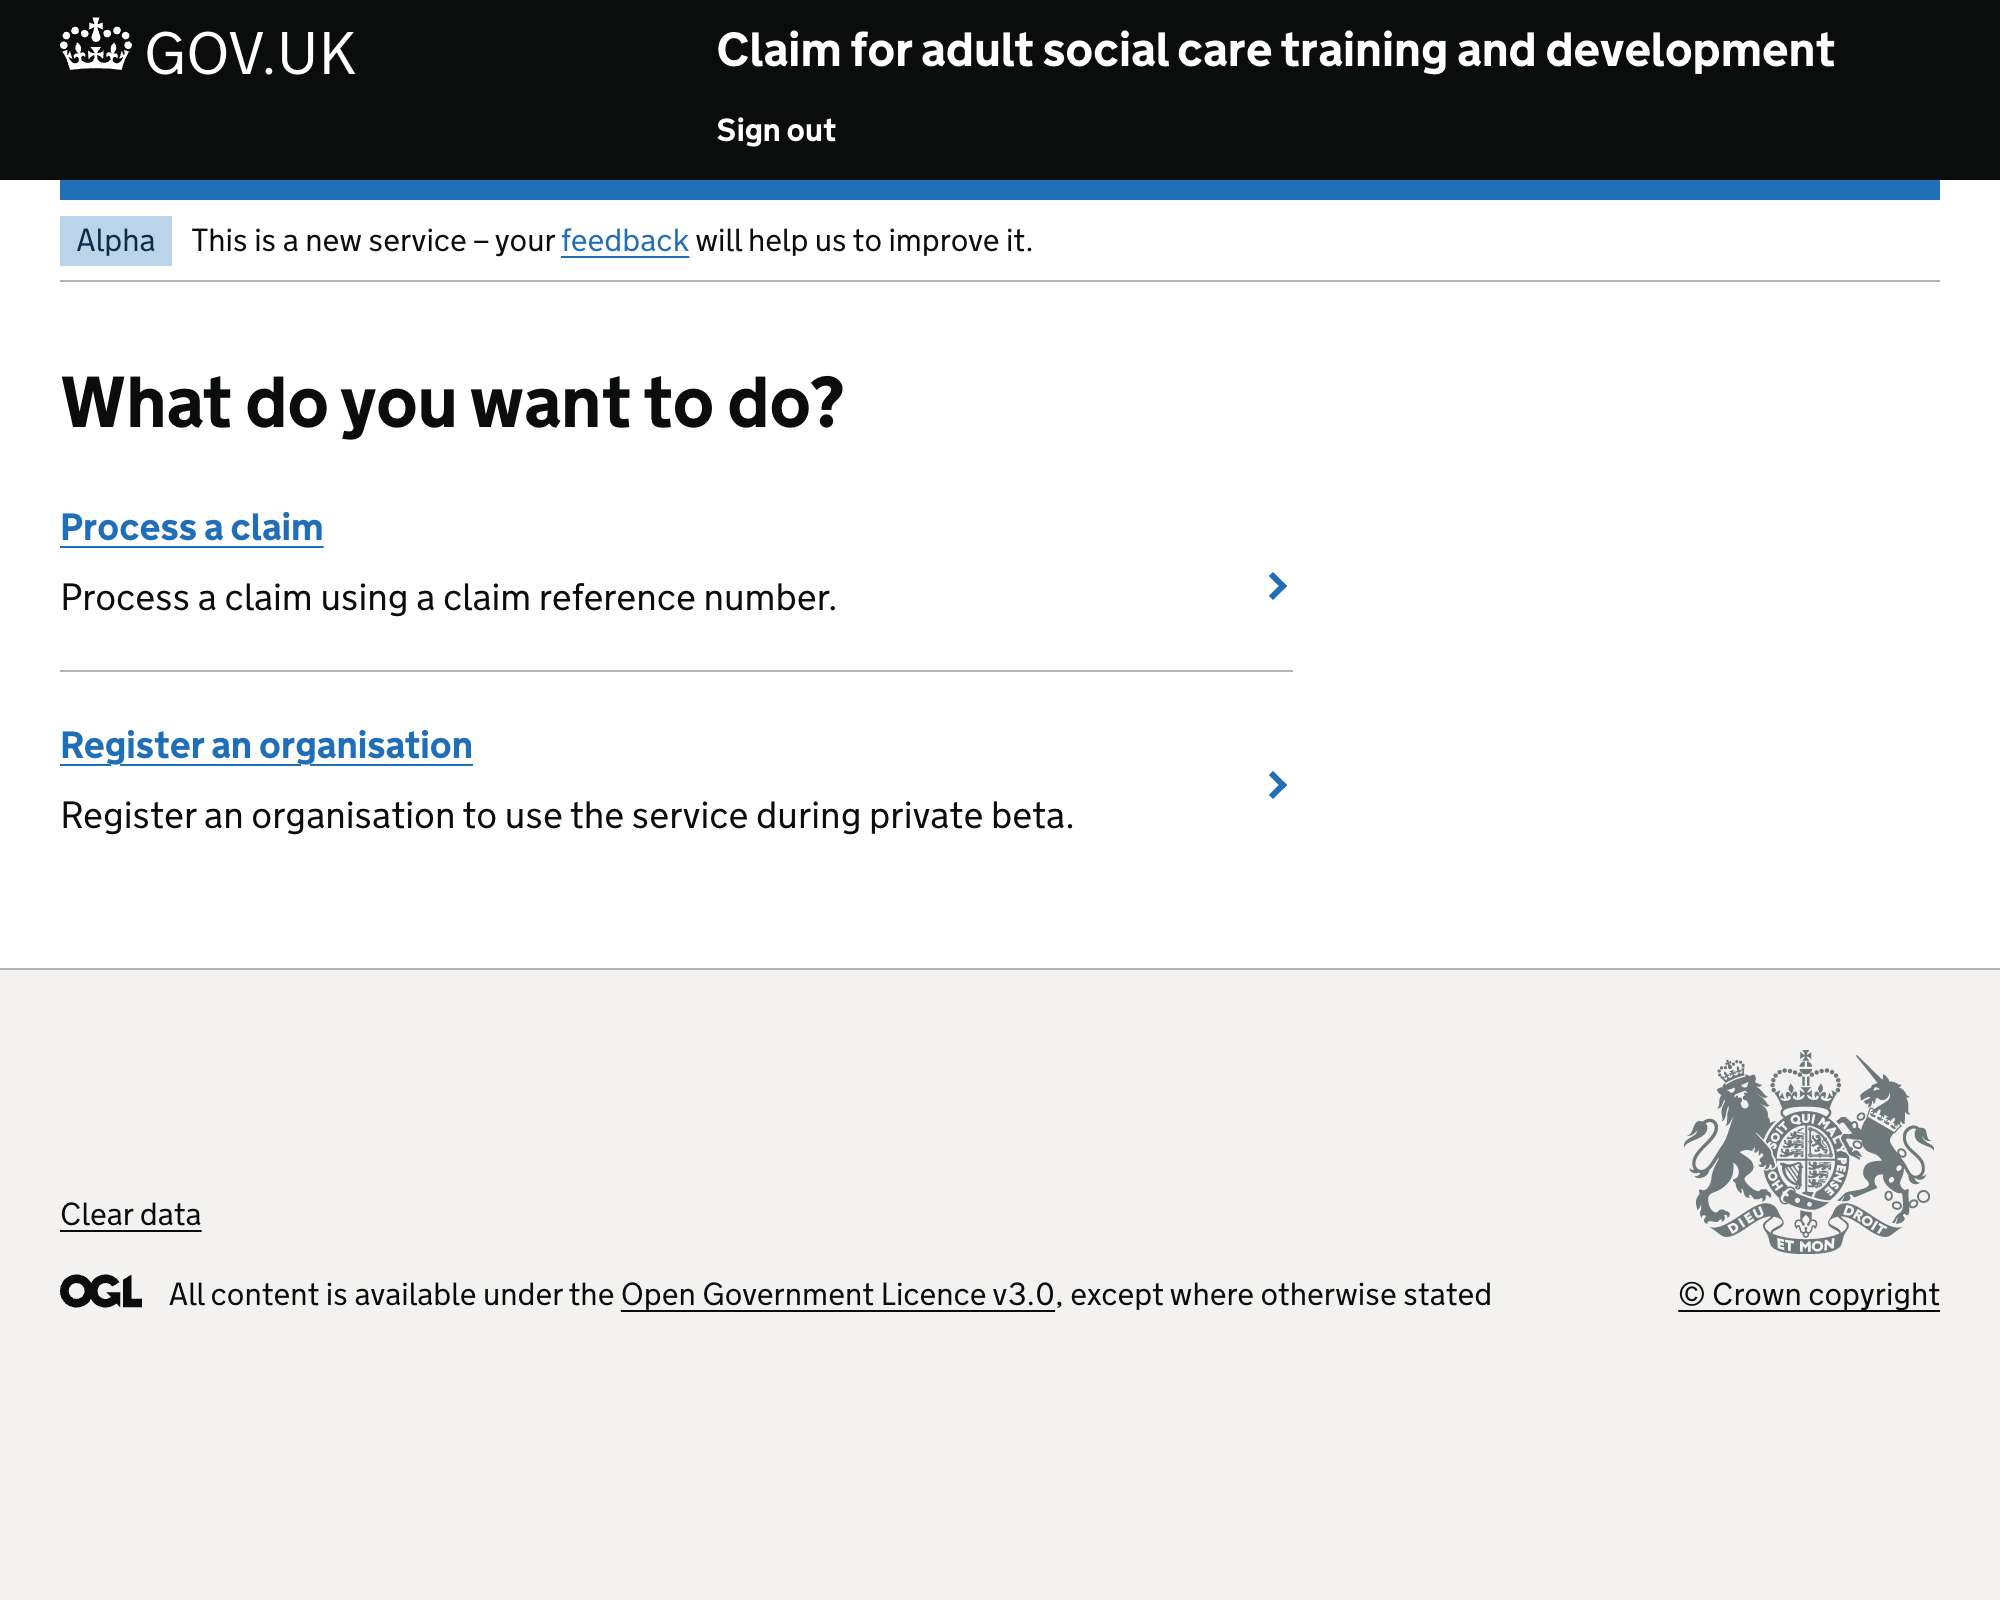 GOV.UK
Claim for adult social care training and development
Sign out
Alpha
This is a new service – your feedback will help us to improve it.
What do you want to do?
Process a claim
Process a claim using a claim reference number.
Register an organisation
Register an organisation to use the service during private beta.
SOIT QUI MAL Y PENSE
HON
DIEU ET MON DROIT
Clear data
OGL All content is available under the Open Government Licence v3.0, except where otherwise stated
© Crown copyright